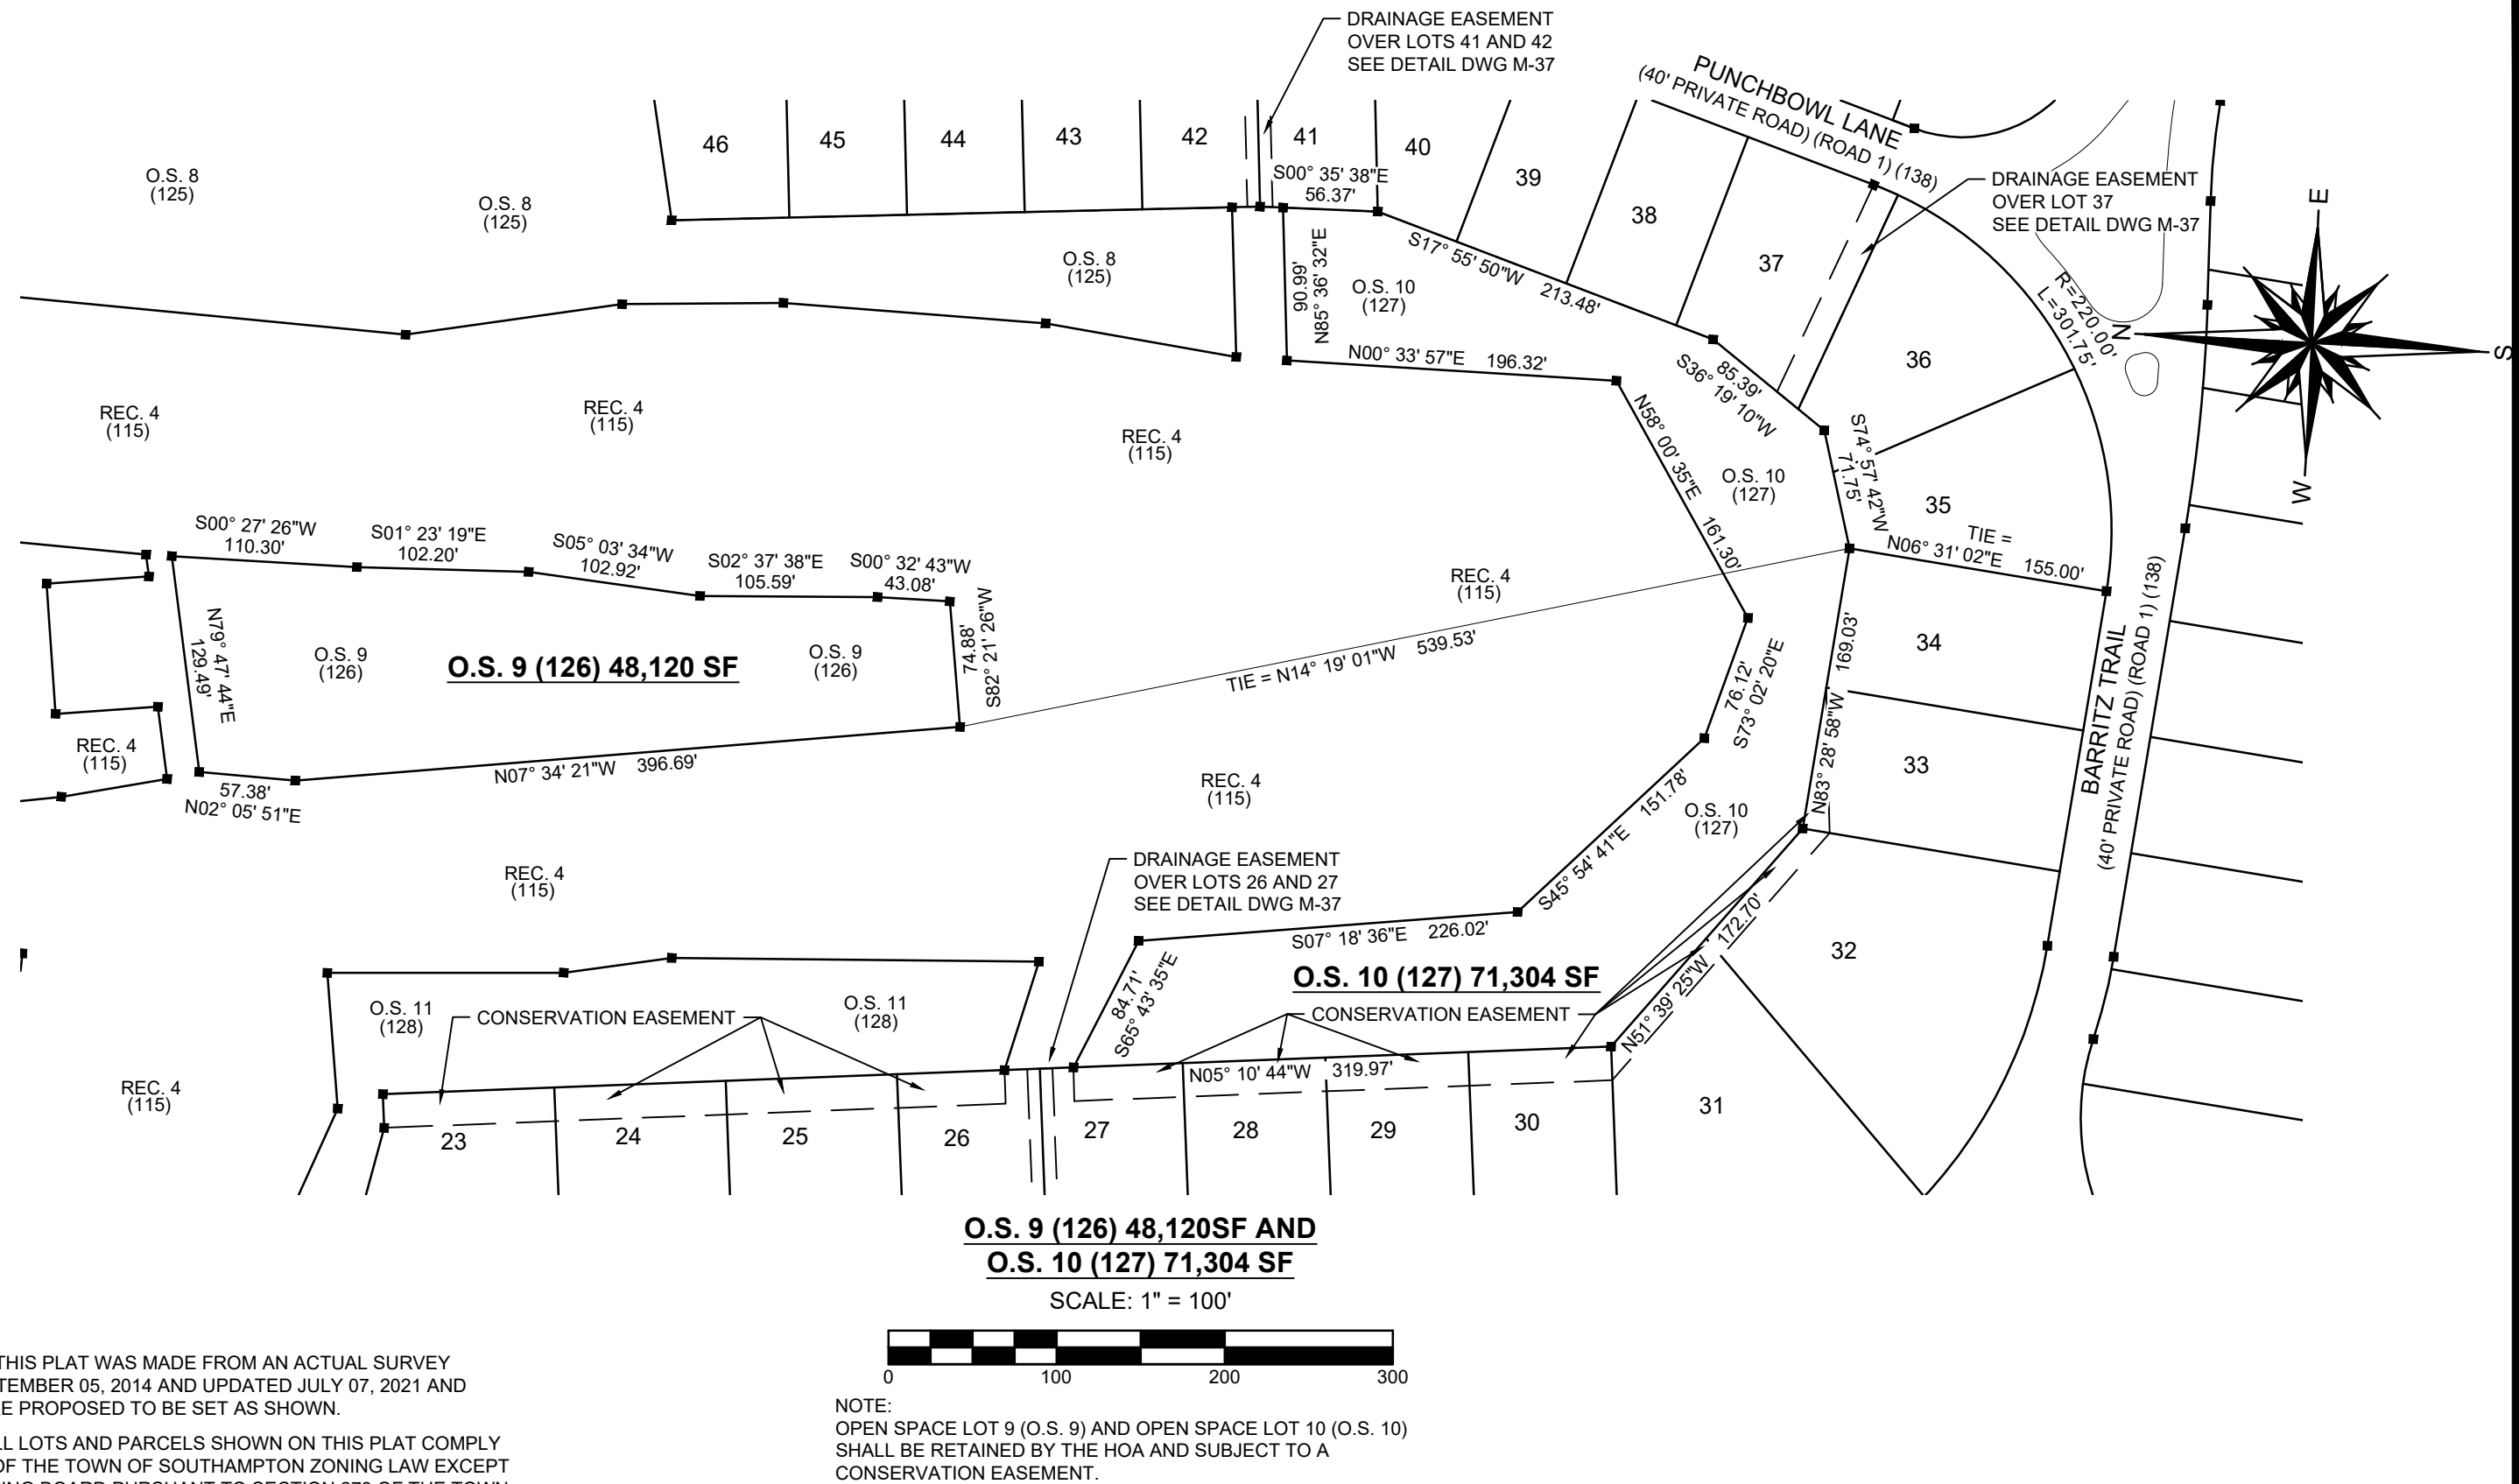 DRAINAGE EASEMENT
OVER LOTS 41 AND 42
SEE DETAIL DWG M-37
PUNCHBOWL LANE
(40' PRIVATE ROAD) (ROAD 1) (138)
46
45
44
43
42
41
40
39
38
37
36
35
34
33
32
31
O.S. 8
(125)
O.S. 8
(125)
O.S. 8
(125)
S00° 35' 38"E
56.37'
90.99'
N85° 36' 32"E
O.S. 10
(127)
S17° 55' 50"W 213.48'
N00° 33' 57"E 196.32'
85.39'
S36° 19' 10"W
DRAINAGE EASEMENT
OVER LOT 37
SEE DETAIL DWG M-37
R=220.00'
L=301.75'
E
N
S
W
REC. 4
(115)
REC. 4
(115)
REC. 4
(115)
N58° 00' 35"E 161.30'
O.S. 10
(127)
S74° 57' 42"W
71.75'
TIE =
N06° 31' 02"E 155.00'
S00° 27' 26"W
110.30'
S01° 23' 19"E
102.20'
S05° 03' 34"W
102.92'
S02° 37' 38"E
105.59'
S00° 32' 43"W
43.08'
74.88'
S82° 21' 26"W
N79° 47' 44"E
129.49'
O.S. 9
(126)
O.S. 9 (126) 48,120 SF
O.S. 9
(126)
REC. 4
(115)
TIE = N14° 19' 01"W 539.53'
76.12'
S73° 02' 20"E
N83° 28' 58"W 169.03'
BARRITZ TRAIL
(40' PRIVATE ROAD) (ROAD 1) (138)
REC. 4
(115)
57.38'
N02° 05' 51"E
N07° 34' 21"W 396.69'
REC. 4
(115)
S45° 54' 41"E 151.78'
O.S. 10
(127)
REC. 4
(115)
DRAINAGE EASEMENT
OVER LOTS 26 AND 27
SEE DETAIL DWG M-37
S07° 18' 36"E 226.02'
84.71'
S65° 43' 35"E
O.S. 10 (127) 71,304 SF
N51° 39' 25"W 172.70'
O.S. 11
(128)
CONSERVATION EASEMENT
O.S. 11
(128)
CONSERVATION EASEMENT
REC. 4
(115)
N05° 10' 44"W 319.97'
23
24
25
26
27
28
29
30
O.S. 9 (126) 48,120SF AND
O.S. 10 (127) 71,304 SF
SCALE: 1" = 100'
0 100 200 300
THIS PLAT WAS MADE FROM AN ACTUAL SURVEY
TEMBER 05, 2014 AND UPDATED JULY 07, 2021 AND
E PROPOSED TO BE SET AS SHOWN.
LL LOTS AND PARCELS SHOWN ON THIS PLAT COMPLY
OF THE TOWN OF SOUTHAMPTON ZONING LAW EXCEPT
NOTE:
OPEN SPACE LOT 9 (O.S. 9) AND OPEN SPACE LOT 10 (O.S. 10)
SHALL BE RETAINED BY THE HOA AND SUBJECT TO A
CONSERVATION EASEMENT.